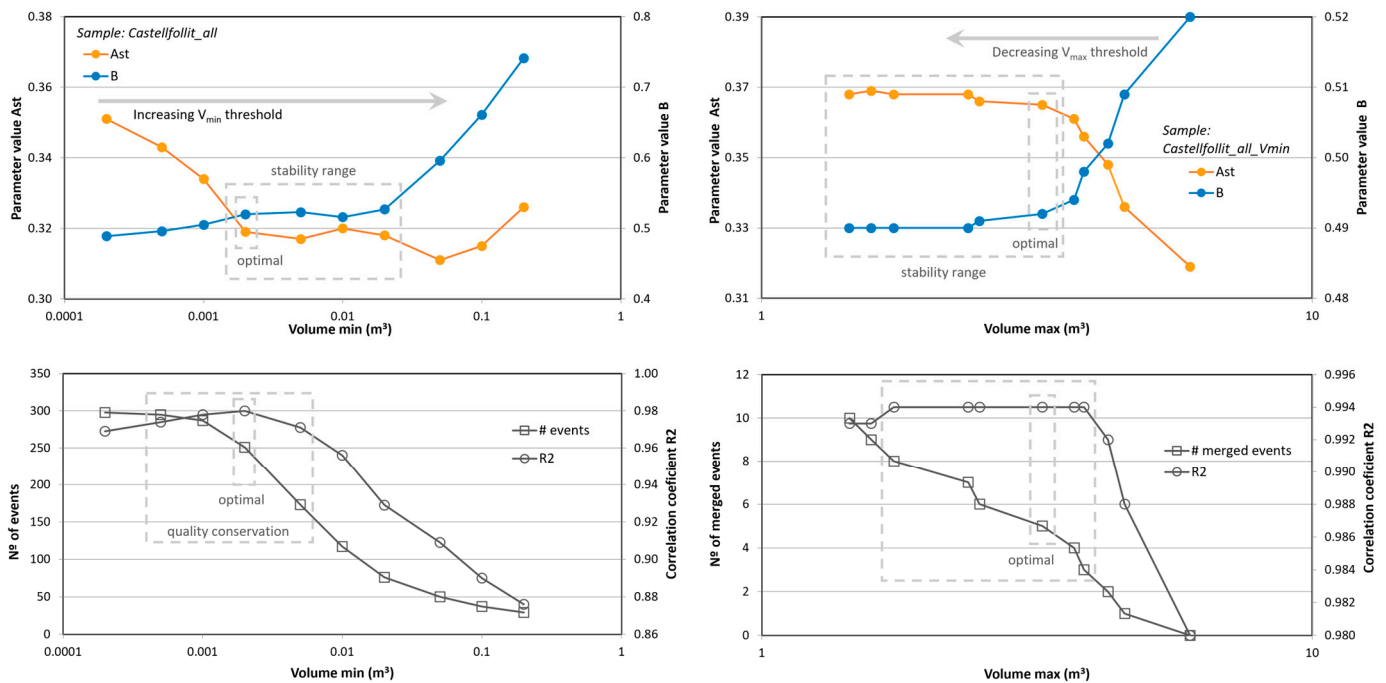 Sample: Castellfollit_all
Ast
B
Increasing Vmin threshold
stability range
optimal
Parameter value Ast
0.38
0.36
0.34
0.32
0.30
Parameter value B
0.8
0.7
0.6
0.5
0.4
0.0001
0.001
0.01
0.1
1
Volume min (m³)
Decreasing Vmax threshold
Sample:
Castellfollit_all_Vmin
Ast
B
optimal
stability range
Parameter value Ast
0.39
0.37
0.35
0.33
0.31
Parameter value B
0.52
0.51
0.50
0.49
0.48
1
10
Volume max (m³)
# events
R2
optimal
quality conservation
Nº of events
350
300
250
200
150
100
50
0
Correlation coeficient R2
1.00
0.98
0.96
0.94
0.92
0.90
0.88
0.86
0.0001
0.001
0.01
0.1
1
Volume min (m³)
# merged events
R2
optimal
Nº of merged events
12
10
8
6
4
2
0
Correlation coeficient R2
0.996
0.994
0.992
0.990
0.988
0.986
0.984
0.982
0.980
1
10
Volume max (m³)